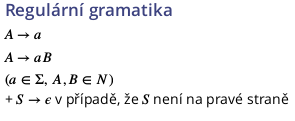 Regulární gramatika
A → a
A → aB
(a ∈ Σ, A, B ∈ N)
+ S → ϵ v případě, že S není na pravé straně